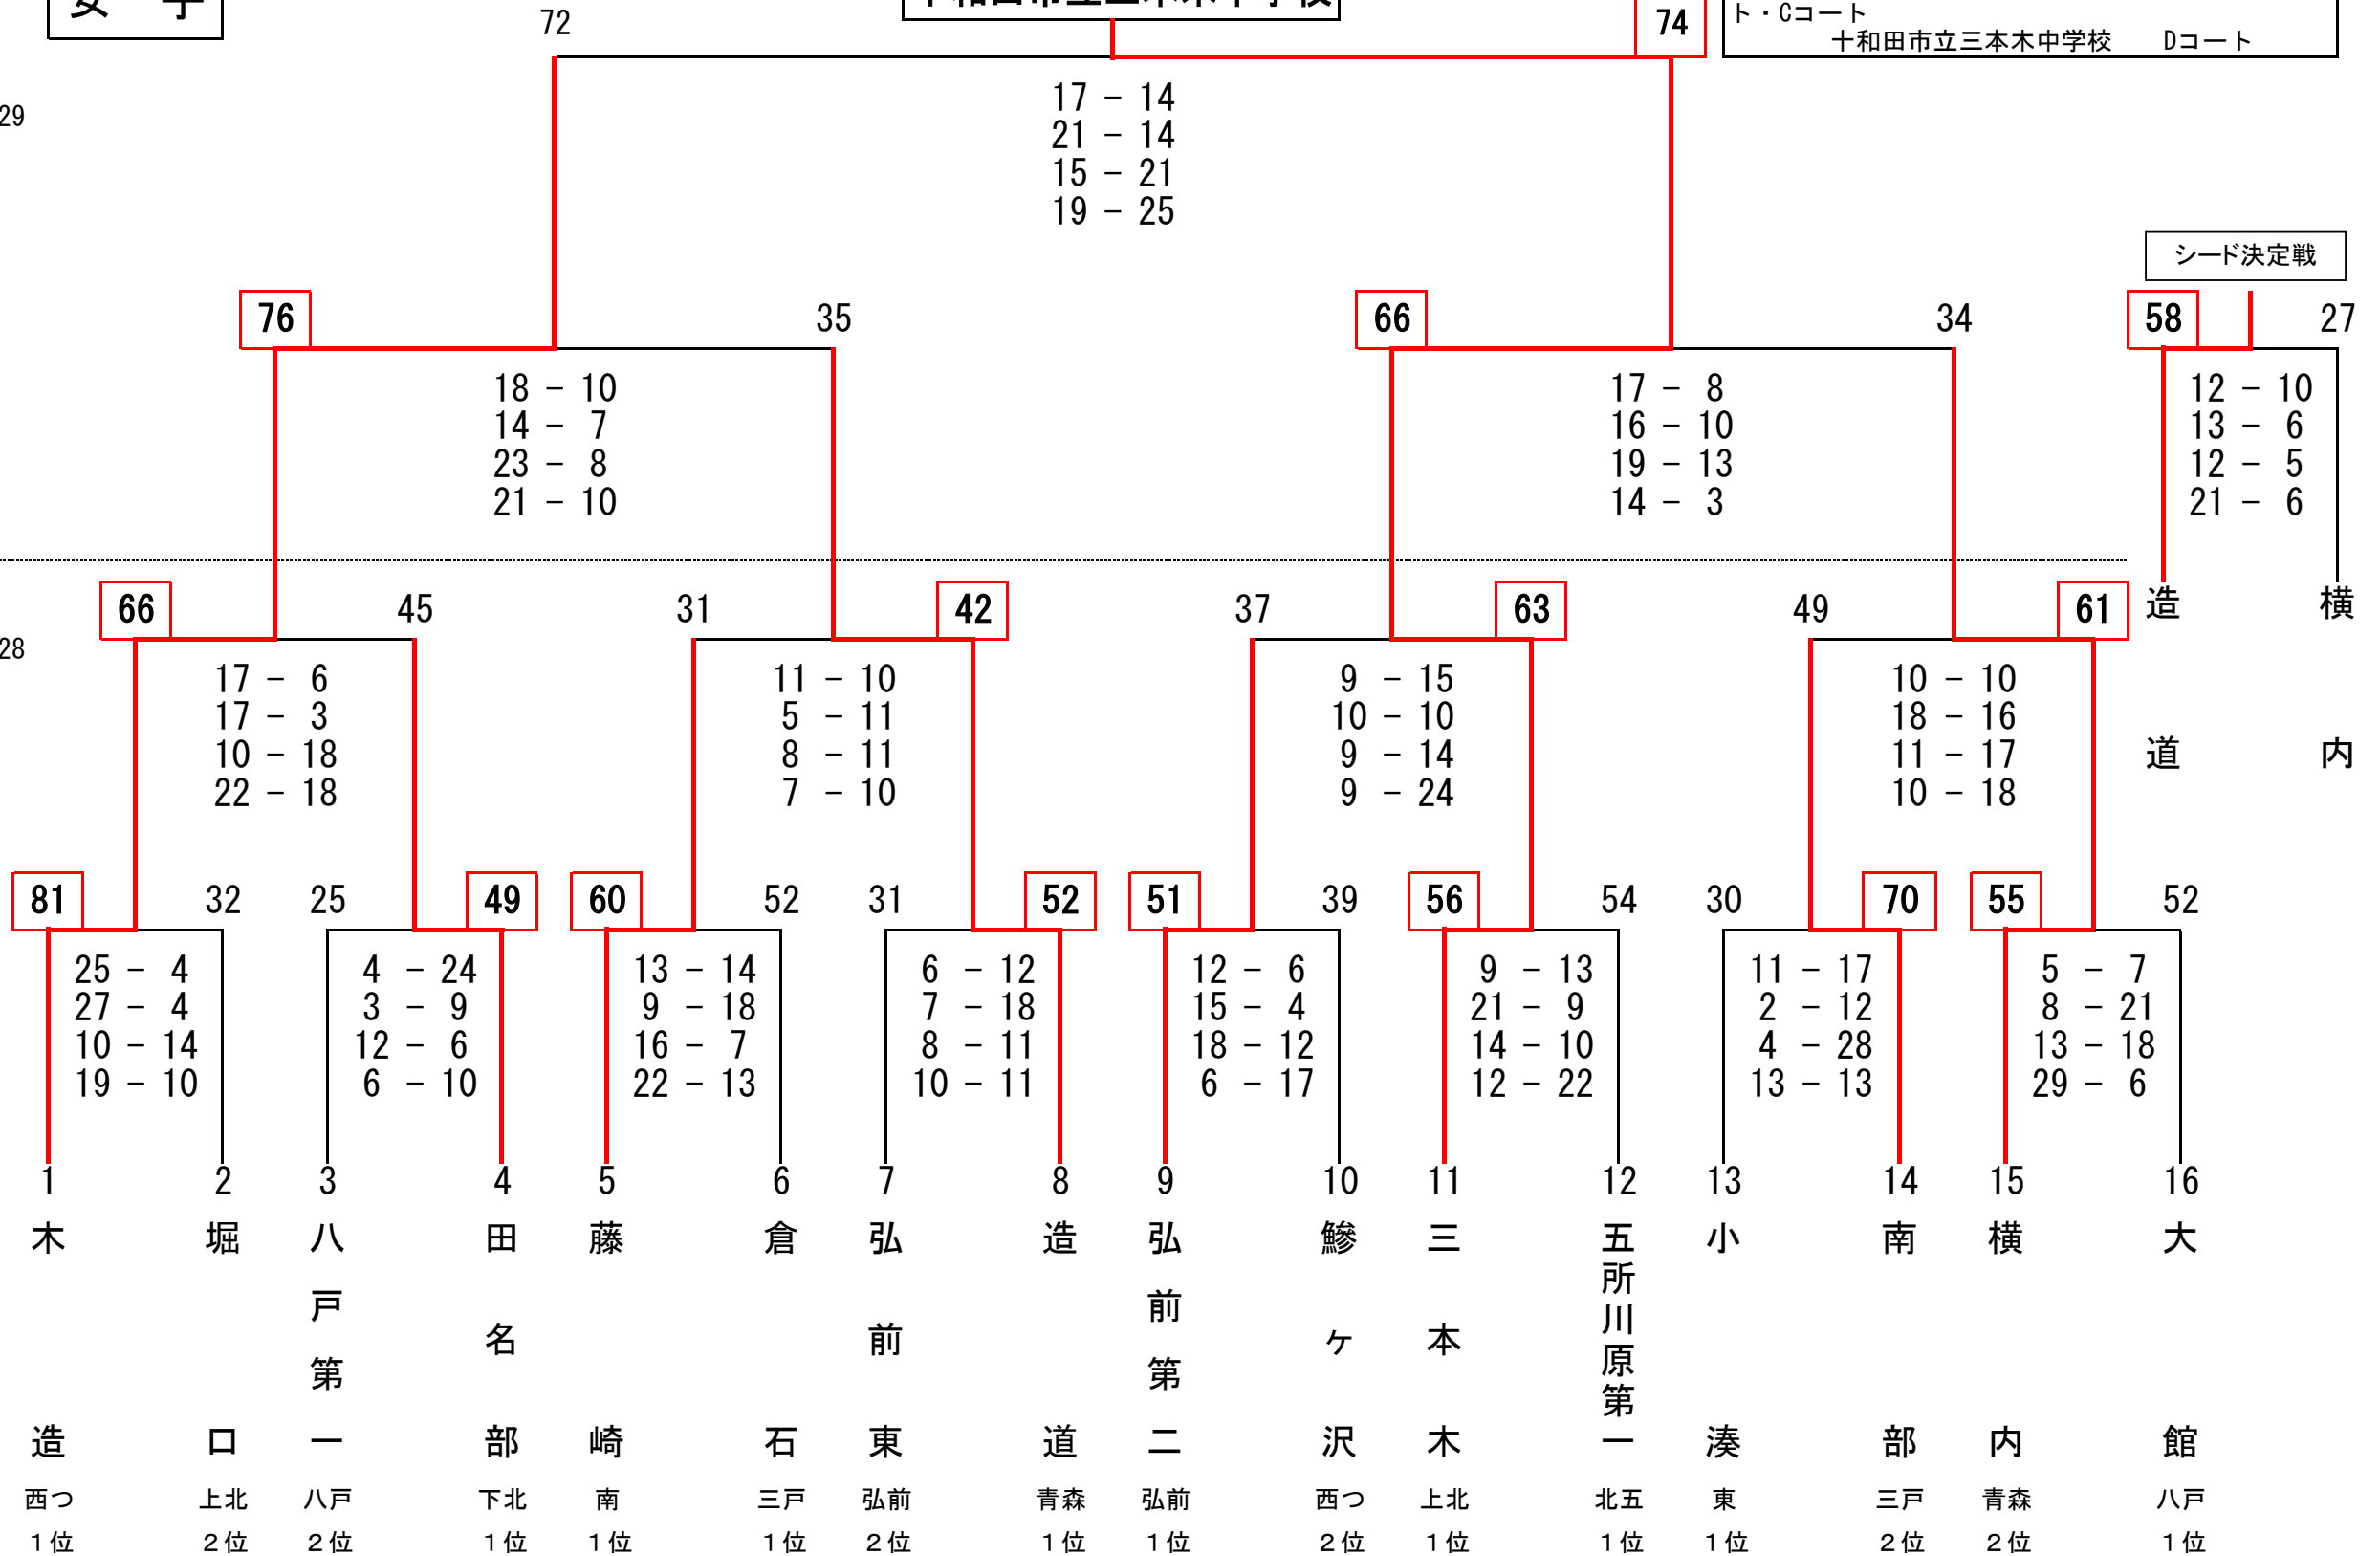 女 子
72
十和田市立三本木中学校
74
ト・Cコート
十和田市立三本木中学校 Dコート
29
17 － 14
21 － 14
15 － 21
19 － 25
シード決定戦
76 35 66 34 58 27
18 － 10
14 － 7
23 － 8
21 － 10
17 － 8
16 － 10
19 － 13
14 － 3
12 － 10
13 － 6
12 － 5
21 － 6
造道
横内
28
66 45 31 42 37 63 49 61
17 － 6
17 － 3
10 － 18
22 － 18
11 － 10
5 － 11
8 － 11
7 － 10
9 － 15
10 － 10
9 － 14
9 － 24
10 － 10
18 － 16
11 － 17
10 － 18
81 32 25 49 60 52 31 52 51 39 56 54 30 70 55 52
25 － 4
27 － 4
10 － 14
19 － 10
4 － 24
3 － 9
12 － 6
6 － 10
13 － 14
9 － 18
16 － 7
22 － 13
6 － 12
7 － 18
8 － 11
10 － 11
12 － 6
15 － 4
18 － 12
6 － 17
9 － 13
21 － 9
14 － 10
12 － 22
11 － 17
2 － 12
4 － 28
13 － 13
5 － 7
8 － 21
13 － 18
29 － 6
1 2 3 4 5 6 7 8 9 10 11 12 13 14 15 16
木造
堀口
八戸第一
田名部
藤崎
倉石
弘前東
造道
弘前第二
鰺ヶ沢
三本木
五所川原第一
小湊
南部
横内
大館
西つ 上北 八戸 下北 南 三戸 弘前 青森 弘前 西つ 上北 北五 東 三戸 青森 八戸
１位 ２位 ２位 １位 １位 １位 ２位 １位 １位 ２位 １位 １位 １位 ２位 ２位 １位